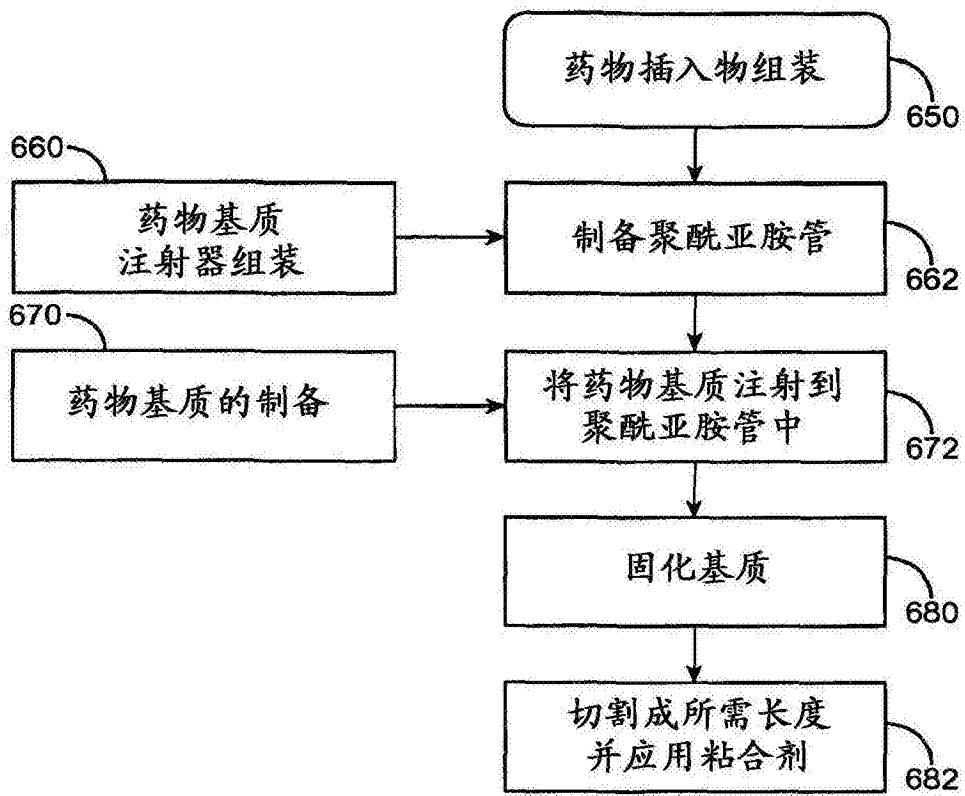 药物插入物组装
650
660
药物基质
注射器组装
制备聚酰亚胺管
662
670
药物基质的制备
将药物基质注射到
聚酰亚胺管中
672
固化基质
680
切割成所需长度
并应用粘合剂
682